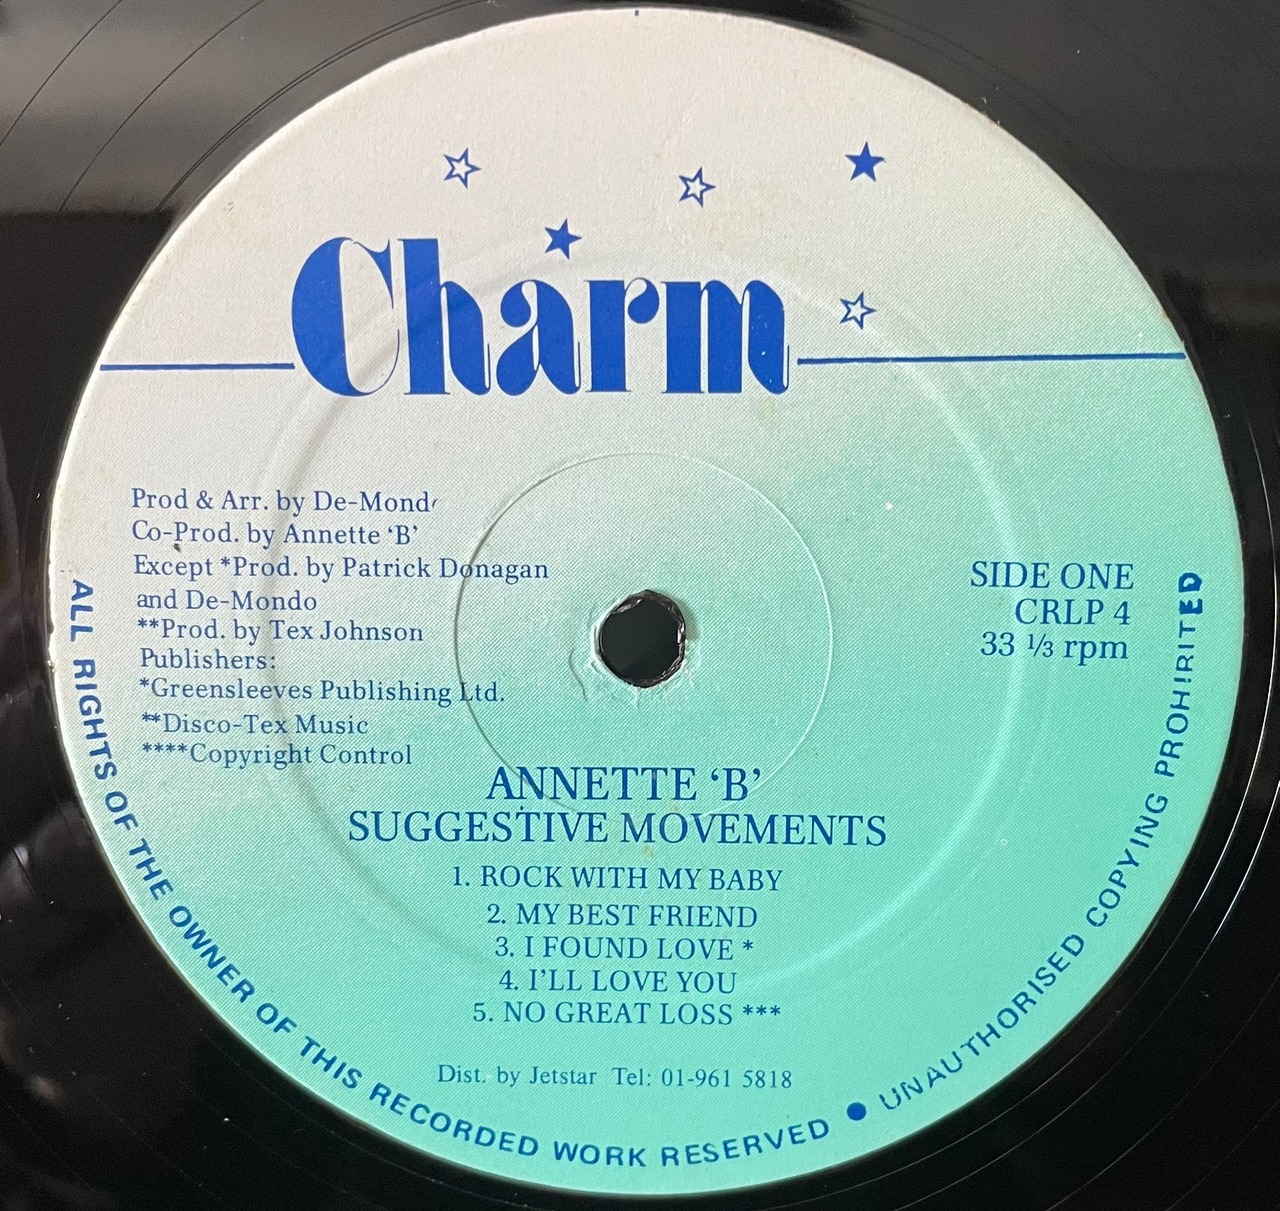 Charm
Prod & Arr. by De-Mondo
Co-Prod. by Annette ‘B’
Except *Prod. by Patrick Donagan
and De-Mondo
**Prod. by Tex Johnson
Publishers:
*Greensleeves Publishing Ltd.
**Disco-Tex Music
****Copyright Control
SIDE ONE
CRLP 4
33 ⅓ rpm
ANNETTE ‘B’
SUGGESTIVE MOVEMENTS
1. ROCK WITH MY BABY
2. MY BEST FRIEND
3. I FOUND LOVE *
4. I’LL LOVE YOU
5. NO GREAT LOSS ***
Dist. by Jetstar Tel: 01-961 5818
ALL RIGHTS OF THE OWNER OF THIS RECORDED WORK RESERVED ● UNAUTHORISED COPYING PROHIRITED